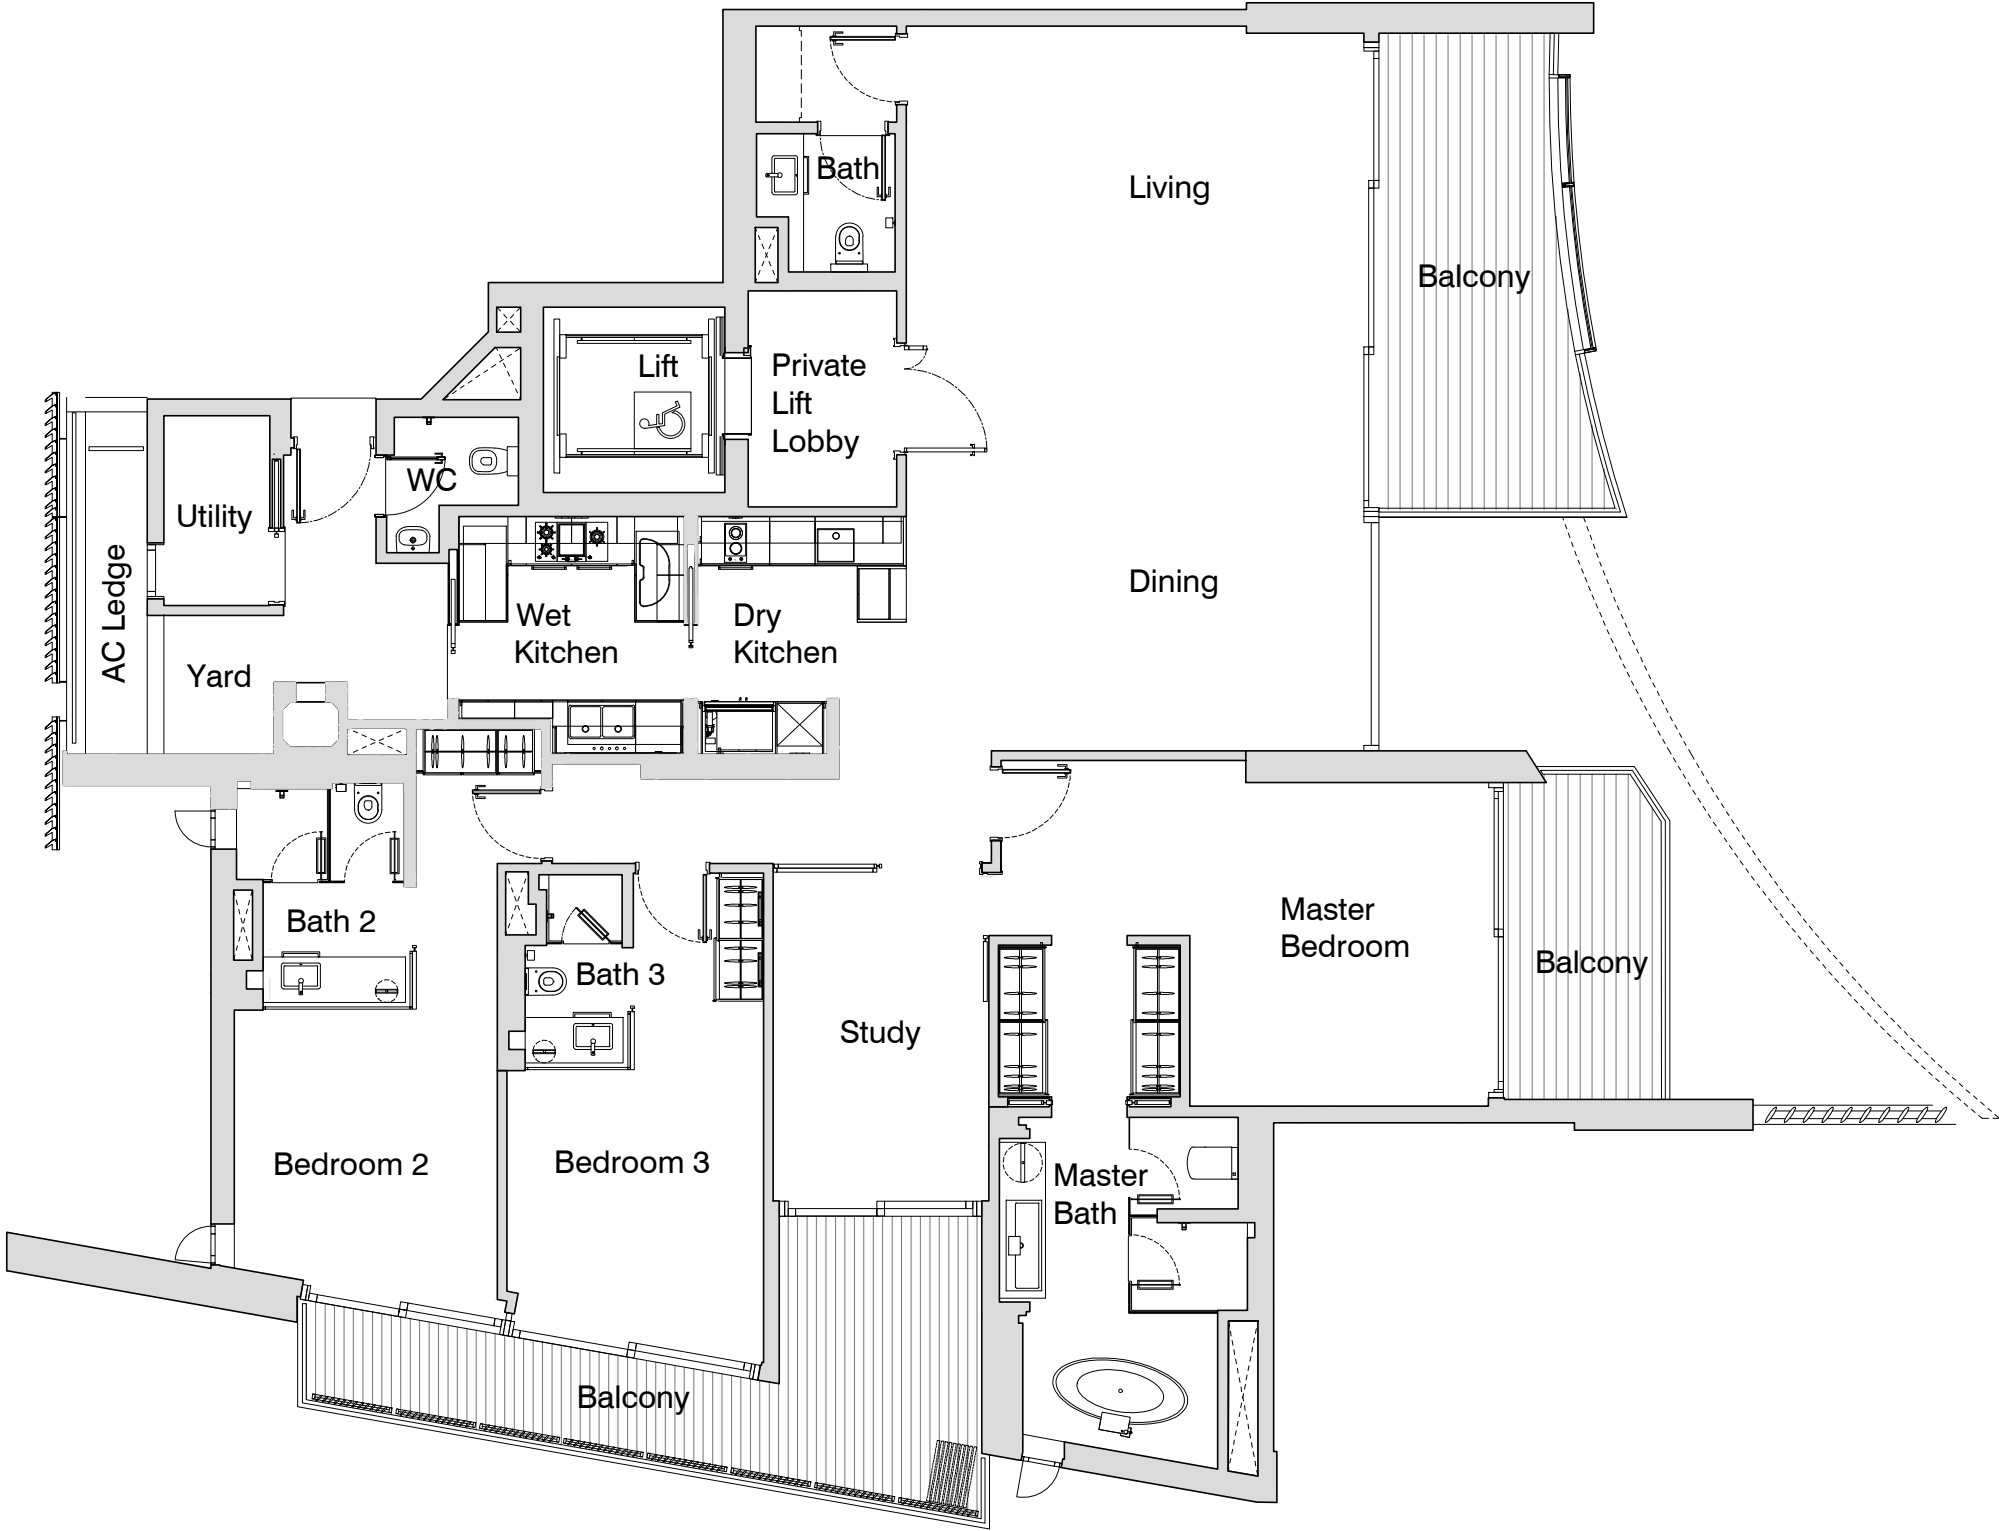 Bath
Living
Balcony
Lift
Private
Lift
Lobby
WC
Utility
AC Ledge
Dining
Wet
Kitchen
Dry
Kitchen
Yard
Bath 2
Master
Bedroom
Balcony
Bath 3
Study
Bedroom 2
Bedroom 3
Master
Bath
Balcony